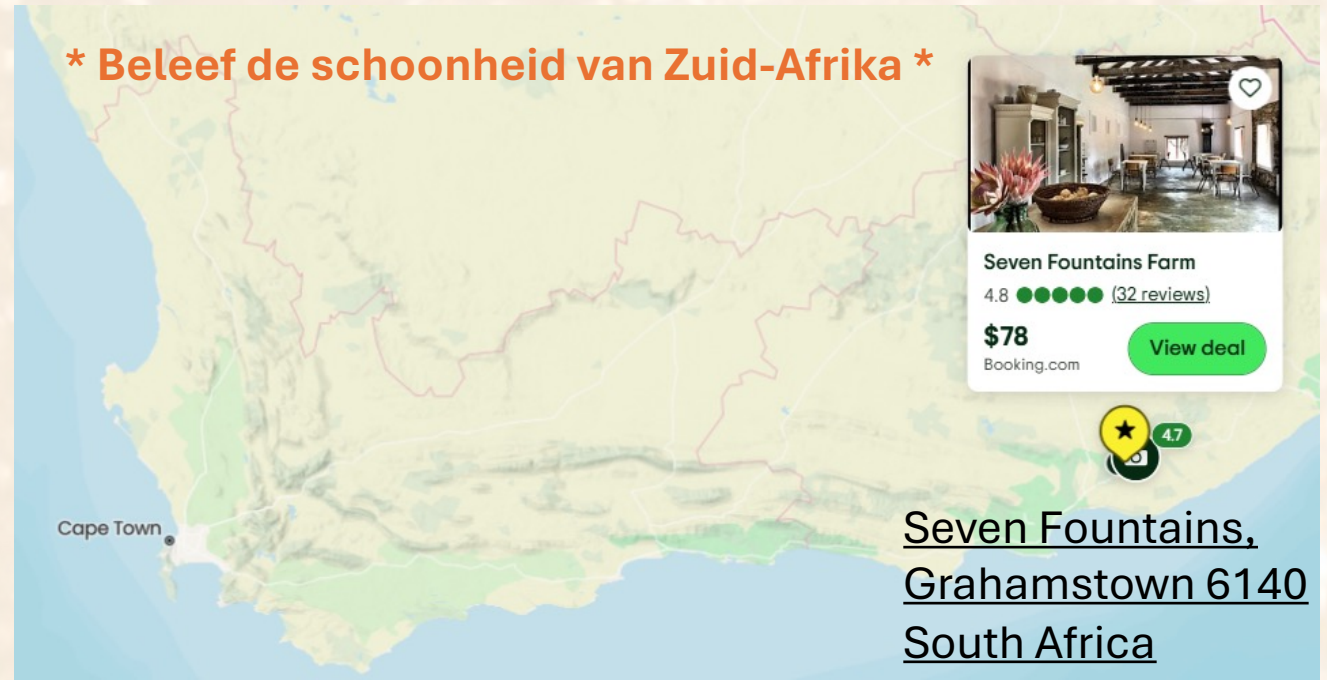 * Beleef de schoonheid van Zuid-Afrika *
Seven Fountains Farm
4.8 (32 reviews)
$78
Booking.com
View deal
4.7
Cape Town
Seven Fountains,
Grahamstown 6140
South Africa